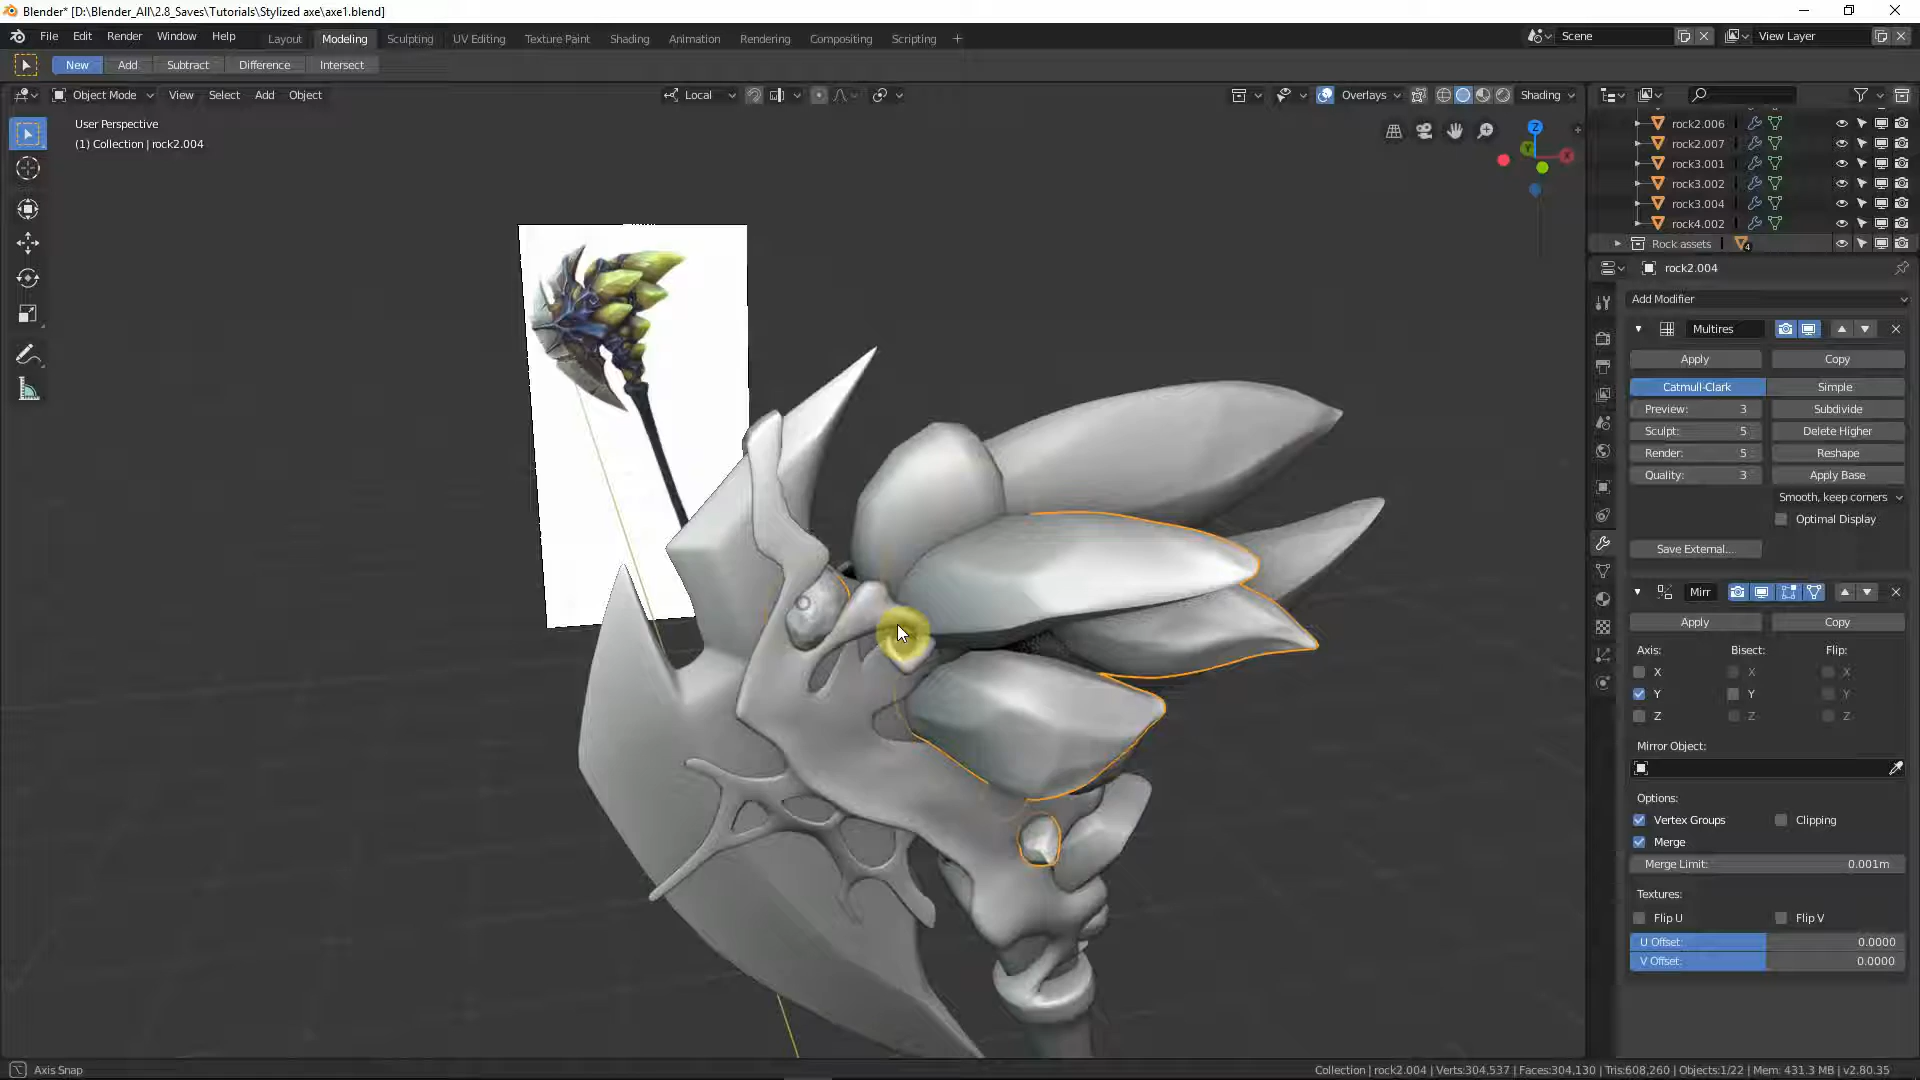 Blender* [D:\Blender_All\2.8_Saves\Tutorials\Stylized axe\axe1.blend]
File Edit Render Window Help Layout Modeling Sculpting UV Editing Texture Paint Shading Animation Rendering Compositing Scripting + Scene View Layer
New Add Subtract Difference Intersect
Object Mode View Select Add Object Local Overlays Shading
User Perspective
(1) Collection | rock2.004
Z
X
Y
rock2.006
rock2.007
rock3.001
rock3.002
rock3.004
rock4.002
Rock assets 4
rock2.004
Add Modifier
Multires
Apply Copy
Catmull-Clark Simple
Preview: 3 Subdivide
Sculpt: 5 Delete Higher
Render: 5 Reshape
Quality: 3 Apply Base
Smooth, keep corners
Optimal Display
Save External...
Mirr
Apply Copy
Axis: Bisect: Flip:
X X X
Y Y Y
Z Z Z
Mirror Object:
Options:
Vertex Groups Clipping
Merge
Merge Limit: 0.001m
Textures:
Flip U Flip V
U Offset: 0.0000
V Offset: 0.0000
Axis Snap
Collection | rock2.004 | Verts:304,537 | Faces:304,130 | Tris:608,260 | Objects:1/22 | Mem: 431.3 MB | v2.80.35